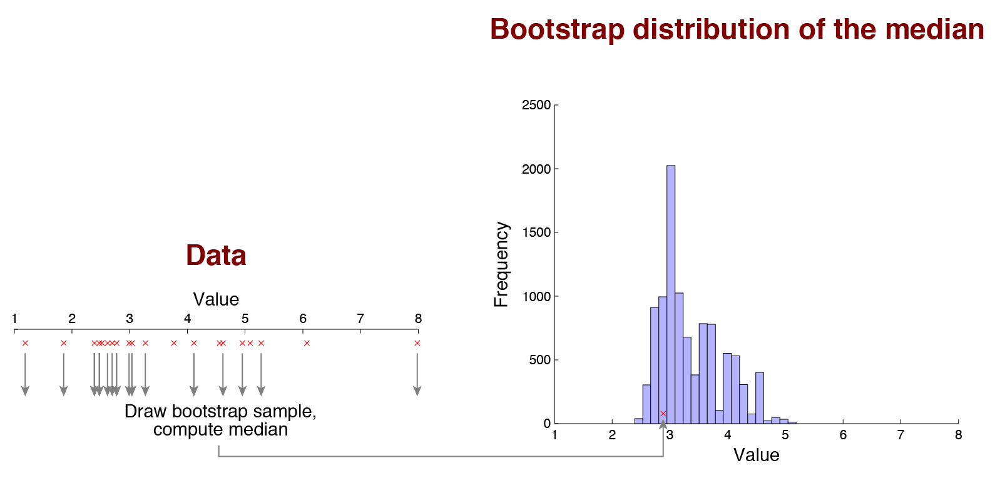 Bootstrap distribution of the median
Data
Value
1 2 3 4 5 6 7 8
Draw bootstrap sample,
compute median
2500
2000
1500
1000
500
0
Frequency
1 2 3 4 5 6 7 8
Value